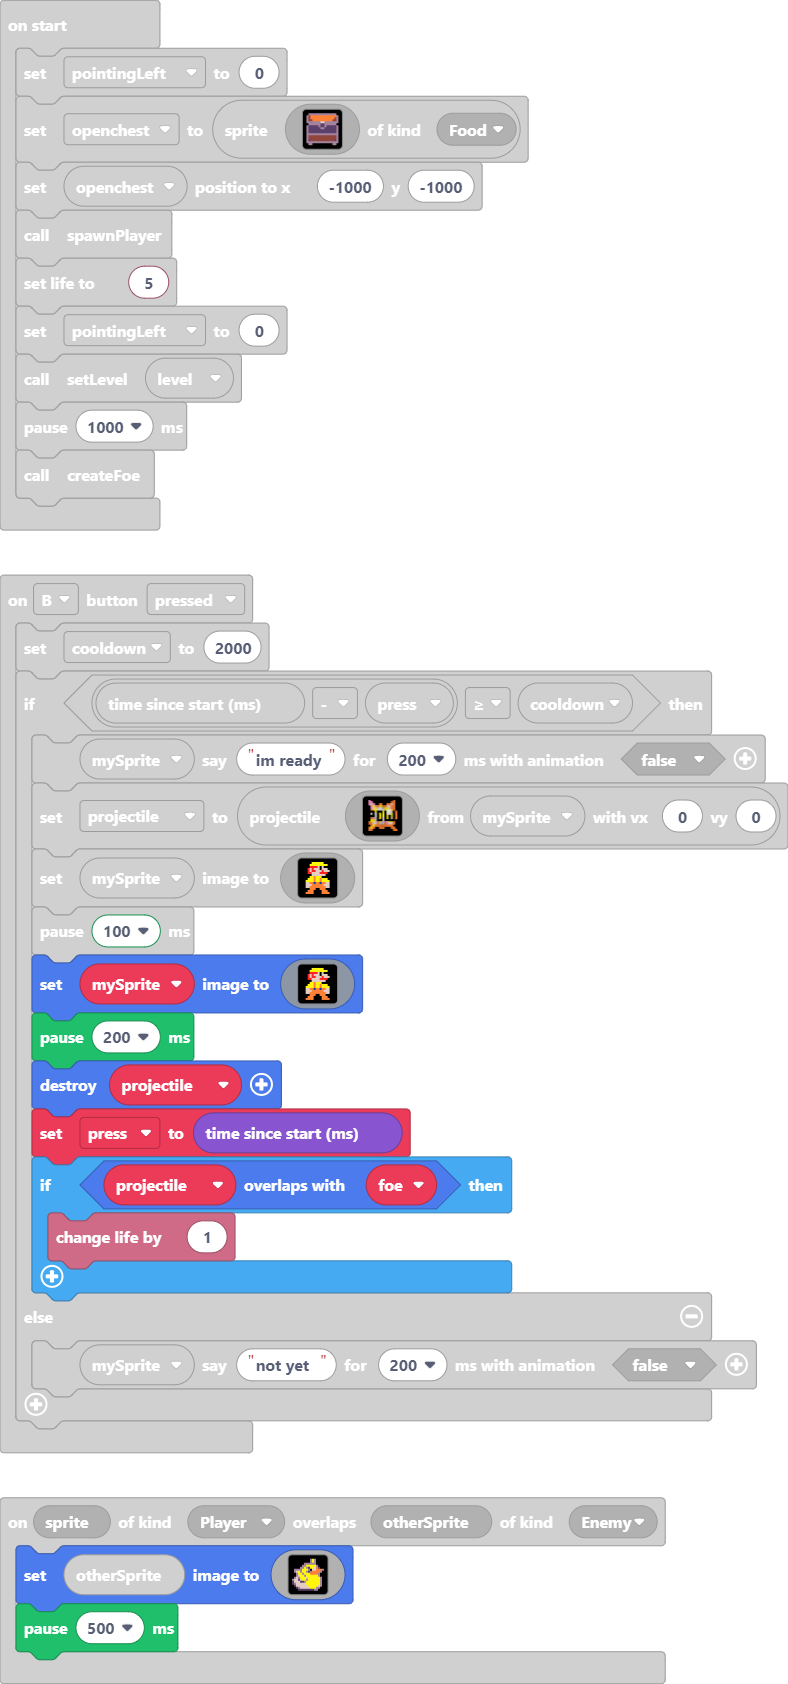 on start
set pointingLeft to 0
set openchest to sprite of kind Food
set openchest position to x -1000 y -1000
call spawnPlayer
set life to 5
set pointingLeft to 0
call setLevel level
pause 1000 ms
call createFoe
on B button pressed
set cooldown to 2000
if time since start (ms) - press ≥ cooldown then
mySprite say "im ready" for 200 ms with animation false
set projectile to projectile POW! from mySprite with vx 0 vy 0
set mySprite image to
pause 100 ms
set mySprite image to
pause 200 ms
destroy projectile
set press to time since start (ms)
if projectile overlaps with foe then
change life by 1
else
mySprite say "not yet" for 200 ms with animation false
on sprite of kind Player overlaps otherSprite of kind Enemy
set otherSprite image to
pause 500 ms